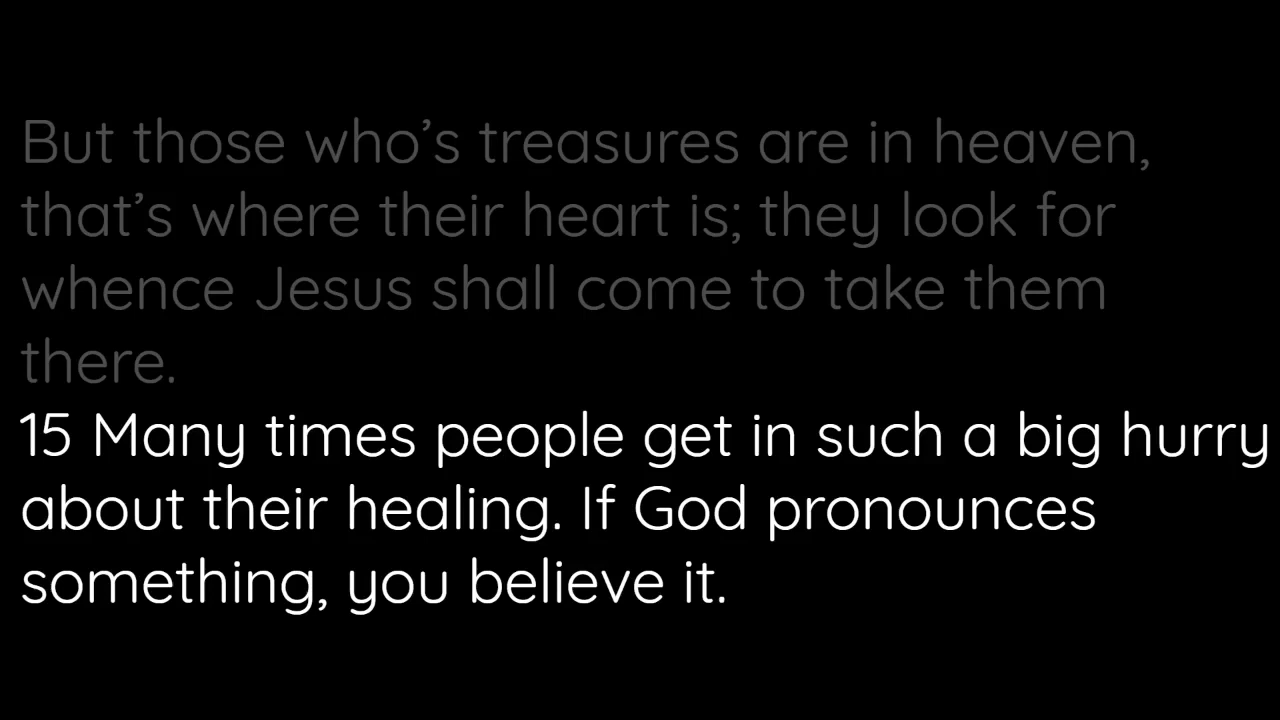 But those who’s treasures are in heaven,
that’s where their heart is; they look for
whence Jesus shall come to take them
there.
15 Many times people get in such a big hurry
about their healing. If God pronounces
something, you believe it.